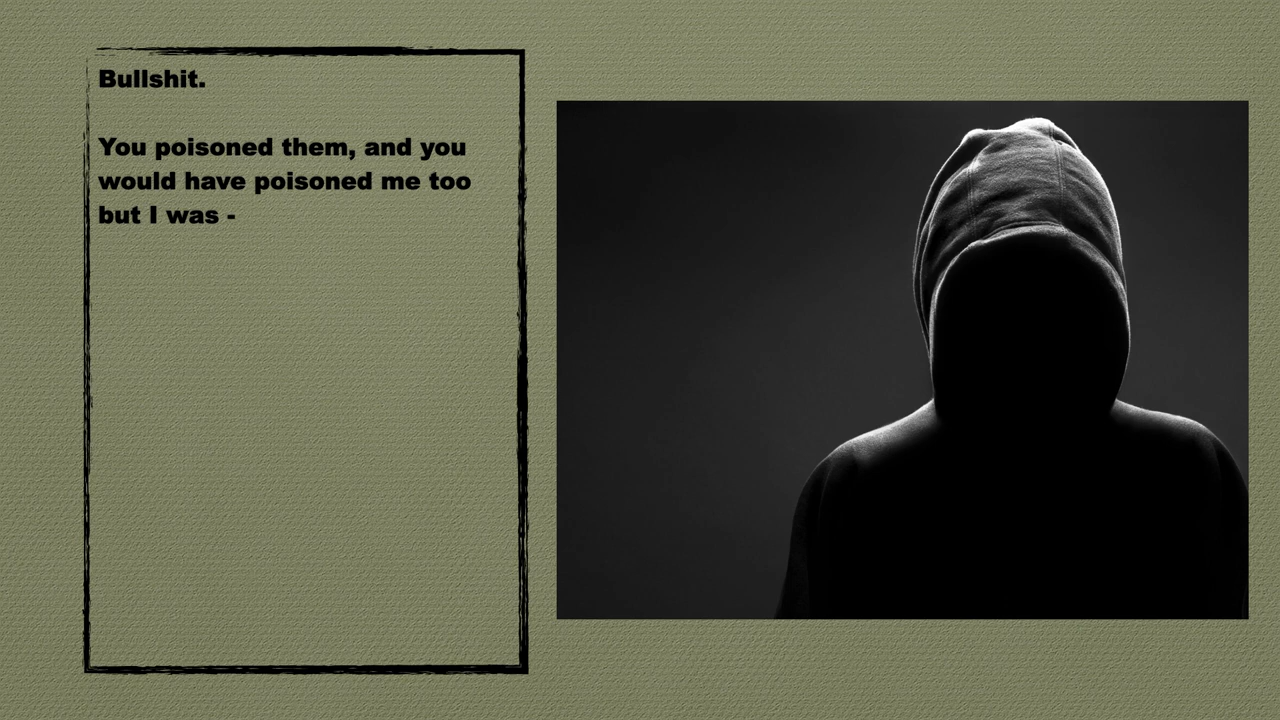 Bullshit.
You poisoned them, and you
would have poisoned me too
but I was -